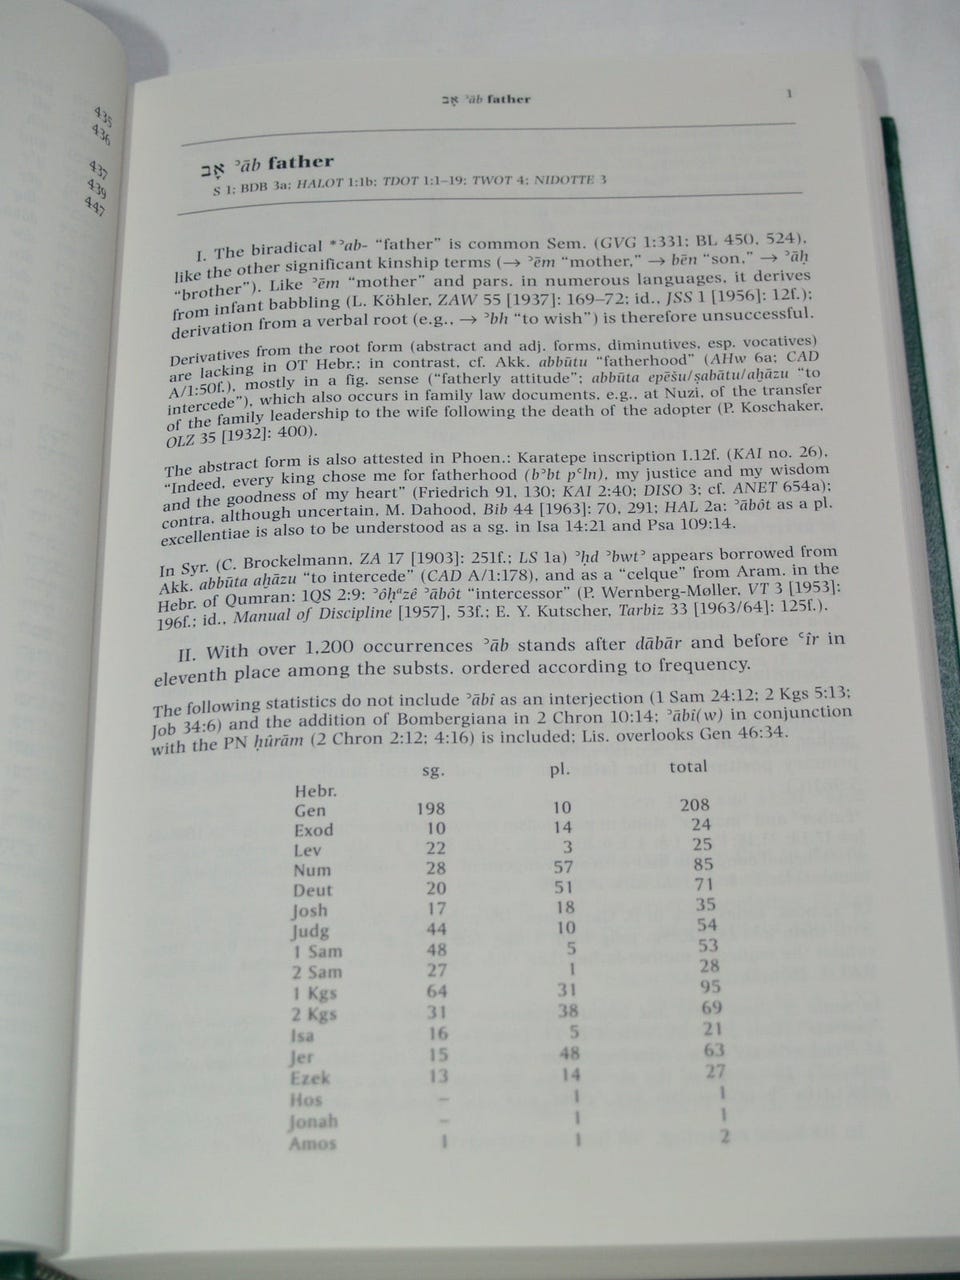 435
436
437
439
447
אָב ʾāb father 1
אָב ʾāb father
S 1; BDB 3a; HALOT 1:1b; TDOT 1:1–19; TWOT 4; NIDOTTE 3
I. The biradical *ʾab- “father” is common Sem. (GVG 1:331; BL 450, 524),
like the other significant kinship terms (→ ʾēm “mother,” → bēn “son,” → ʾāḥ
“brother”). Like ʾēm “mother” and pars. in numerous languages, it derives
from infant babbling (L. Köhler, ZAW 55 [1937]: 169–72; id., JSS 1 [1956]: 12f.);
derivation from a verbal root (e.g., → ʾbh “to wish”) is therefore unsuccessful.
Derivatives from the root form (abstract and adj. forms, diminutives, esp. vocatives)
are lacking in OT Hebr.; in contrast, cf. Akk. abbūtu “fatherhood” (AHw 6a; CAD
A/1:50f.), mostly in a fig. sense (“fatherly attitude”; abbūta epēšu/ṣabātu/aḫāzu “to
intercede”), which also occurs in family law documents, e.g., at Nuzi, of the transfer
of the family leadership to the wife following the death of the adopter (P. Koschaker,
OLZ 35 [1932]: 400).
The abstract form is also attested in Phoen.: Karatepe inscription I.12f. (KAI no. 26),
“Indeed, every king chose me for fatherhood (bʾbt pʿln), my justice and my wisdom
and the goodness of my heart” (Friedrich 91, 130; KAI 2:40; DISO 3; cf. ANET 654a);
contra, although uncertain, M. Dahood, Bib 44 [1963]: 70, 291; HAL 2a: ʾābôt as a pl.
excellentiae is also to be understood as a sg. in Isa 14:21 and Psa 109:14.
In Syr. (C. Brockelmann, ZA 17 [1903]: 251f.; LS 1a) ʾḥd ʾbwtʾ appears borrowed from
Akk. abbūta aḫāzu “to intercede” (CAD A/1:178), and as a “celque” from Aram. in the
Hebr. of Qumran: 1QS 2:9: ʾôḥᵃzê ʾābôt “intercessor” (P. Wernberg-Møller, VT 3 [1953]:
196f.; id., Manual of Discipline [1957], 53f.; E. Y. Kutscher, Tarbiz 33 [1963/64]: 125f.).
II. With over 1,200 occurrences ʾāb stands after dābār and before ʿîr in
eleventh place among the substs. ordered according to frequency.
The following statistics do not include ʾābî as an interjection (1 Sam 24:12; 2 Kgs 5:13;
Job 34:6) and the addition of Bombergiana in 2 Chron 10:14; ʾābî(w) in conjunction
with the PN ḥûrām (2 Chron 2:12; 4:16) is included; Lis. overlooks Gen 46:34.
sg. pl. total
Hebr.
Gen 198 10 208
Exod 10 14 24
Lev 22 3 25
Num 28 57 85
Deut 20 51 71
Josh 17 18 35
Judg 44 10 54
1 Sam 48 5 53
2 Sam 27 1 28
1 Kgs 64 31 95
2 Kgs 31 38 69
Isa 16 5 21
Jer 15 48 63
Ezek 13 14 27
Hos – 1 1
Jonah – 1 1
Amos 1 1 2